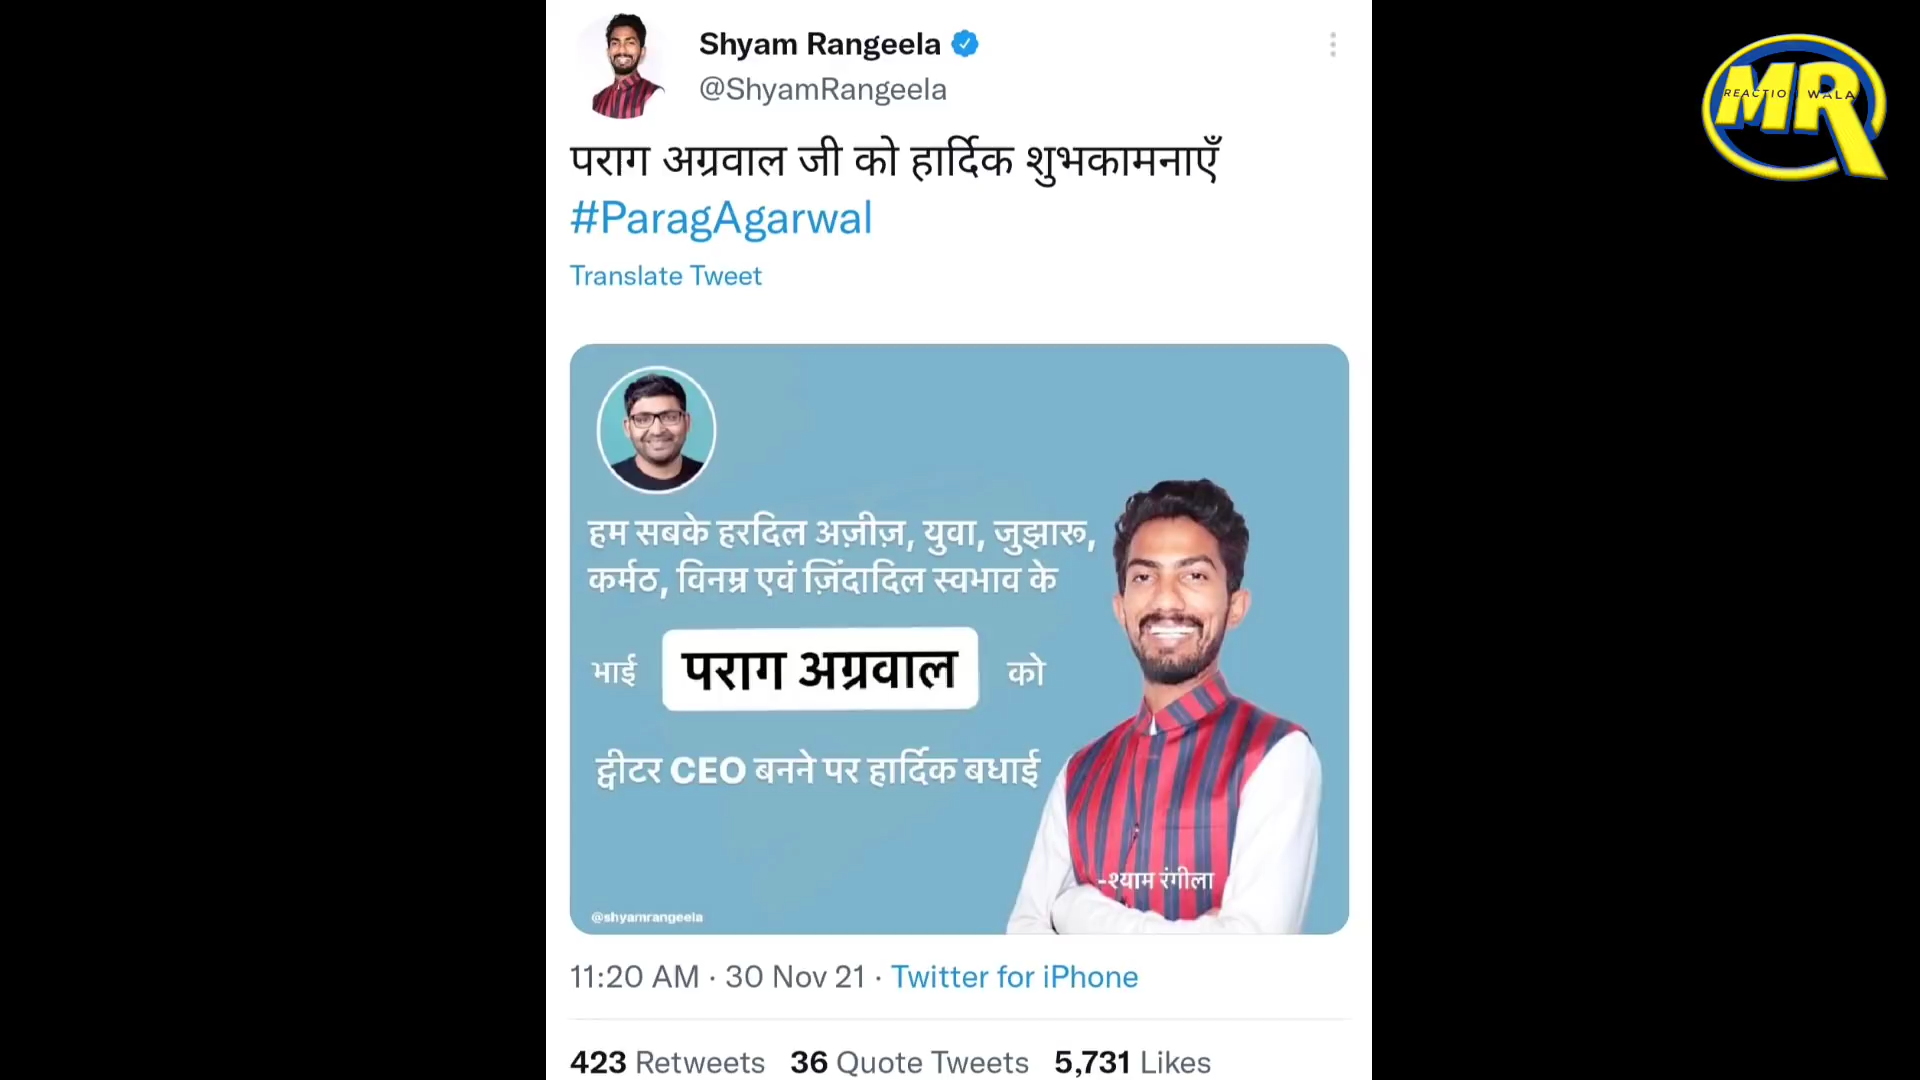 Shyam Rangeela
@ShyamRangeela
REACTION WALA
MR
पराग अग्रवाल जी को हार्दिक शुभकामनाएँ
#ParagAgarwal
Translate Tweet
हम सबके हरदिल अज़ीज़, युवा, जुझारू,
कर्मठ, विनम्र एवं ज़िंदादिल स्वभाव के
भाई पराग अग्रवाल को
ट्वीटर CEO बनने पर हार्दिक बधाई
-श्याम रंगीला
@shyamrangeela
11:20 AM · 30 Nov 21 · Twitter for iPhone
423 Retweets 36 Quote Tweets 5,731 Likes